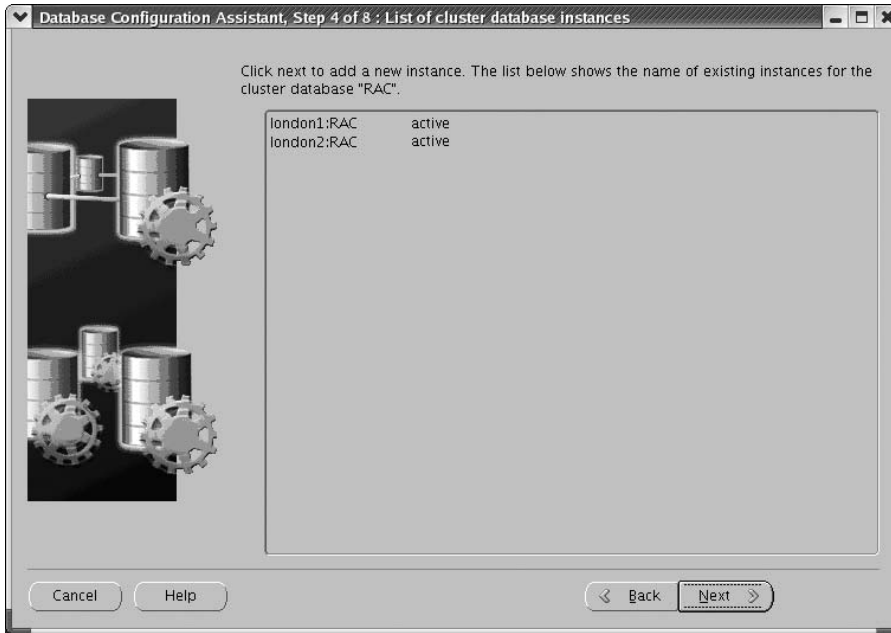 Database Configuration Assistant, Step 4 of 8 : List of cluster database instances
Click next to add a new instance. The list below shows the name of existing instances for the
cluster database "RAC".
london1:RAC active
london2:RAC active
Cancel Help Back Next